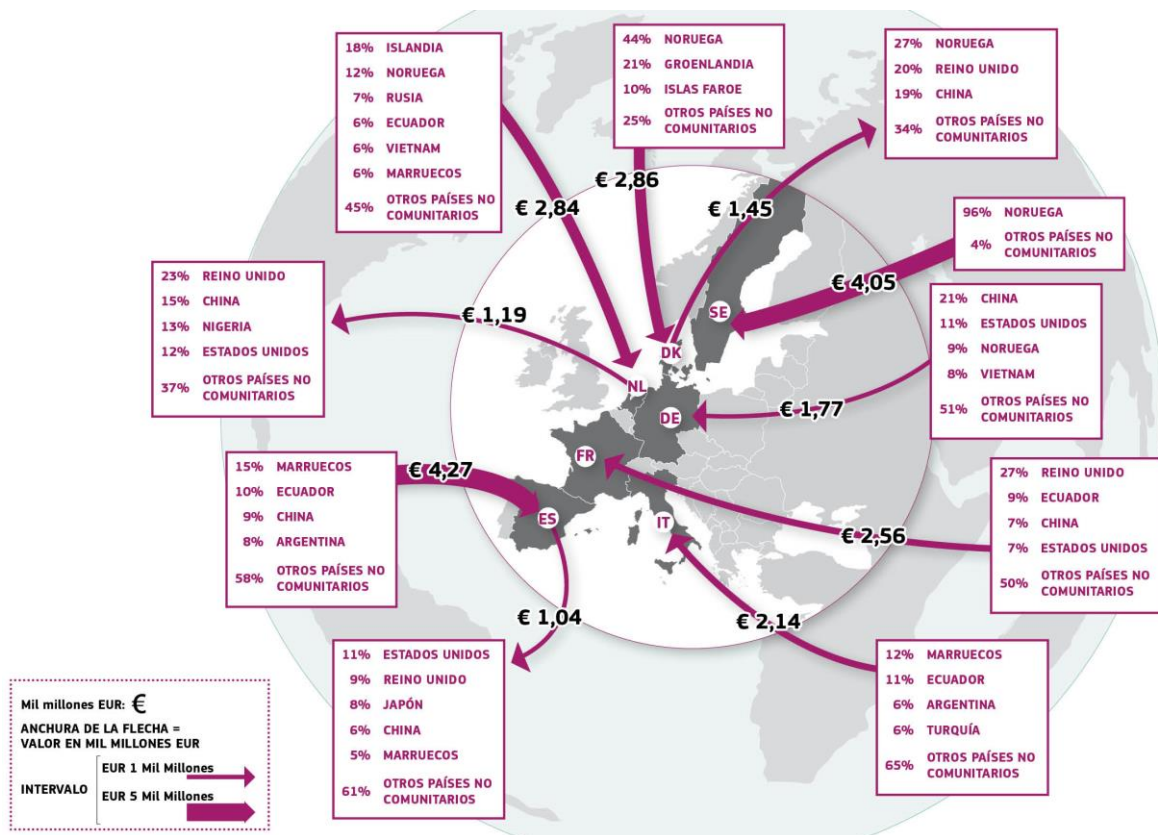 18% ISLANDIA
12% NORUEGA
7% RUSIA
6% ECUADOR
6% VIETNAM
6% MARRUECOS
45% OTROS PAÍSES NO
COMUNITARIOS
44% NORUEGA
21% GROENLANDIA
10% ISLAS FAROE
25% OTROS PAÍSES NO
COMUNITARIOS
27% NORUEGA
20% REINO UNIDO
19% CHINA
34% OTROS PAÍSES NO
COMUNITARIOS
€ 2,84
€ 2,86
€ 1,45
96% NORUEGA
4% OTROS PAÍSES NO
COMUNITARIOS
€ 4,05
23% REINO UNIDO
15% CHINA
13% NIGERIA
12% ESTADOS UNIDOS
37% OTROS PAÍSES NO
COMUNITARIOS
€ 1,19
SE
DK
NL
DE
FR
ES
IT
21% CHINA
11% ESTADOS UNIDOS
9% NORUEGA
8% VIETNAM
51% OTROS PAÍSES NO
COMUNITARIOS
€ 1,77
15% MARRUECOS
10% ECUADOR
9% CHINA
8% ARGENTINA
58% OTROS PAÍSES NO
COMUNITARIOS
€ 4,27
27% REINO UNIDO
9% ECUADOR
7% CHINA
7% ESTADOS UNIDOS
50% OTROS PAÍSES NO
COMUNITARIOS
€ 2,56
€ 1,04
€ 2,14
11% ESTADOS UNIDOS
9% REINO UNIDO
8% JAPÓN
6% CHINA
5% MARRUECOS
61% OTROS PAÍSES NO
COMUNITARIOS
12% MARRUECOS
11% ECUADOR
6% ARGENTINA
6% TURQUÍA
65% OTROS PAÍSES NO
COMUNITARIOS
Mil millones EUR: €
ANCHURA DE LA FLECHA =
VALOR EN MIL MILLONES EUR
INTERVALO
EUR 1 Mil Millones
EUR 5 Mil Millones